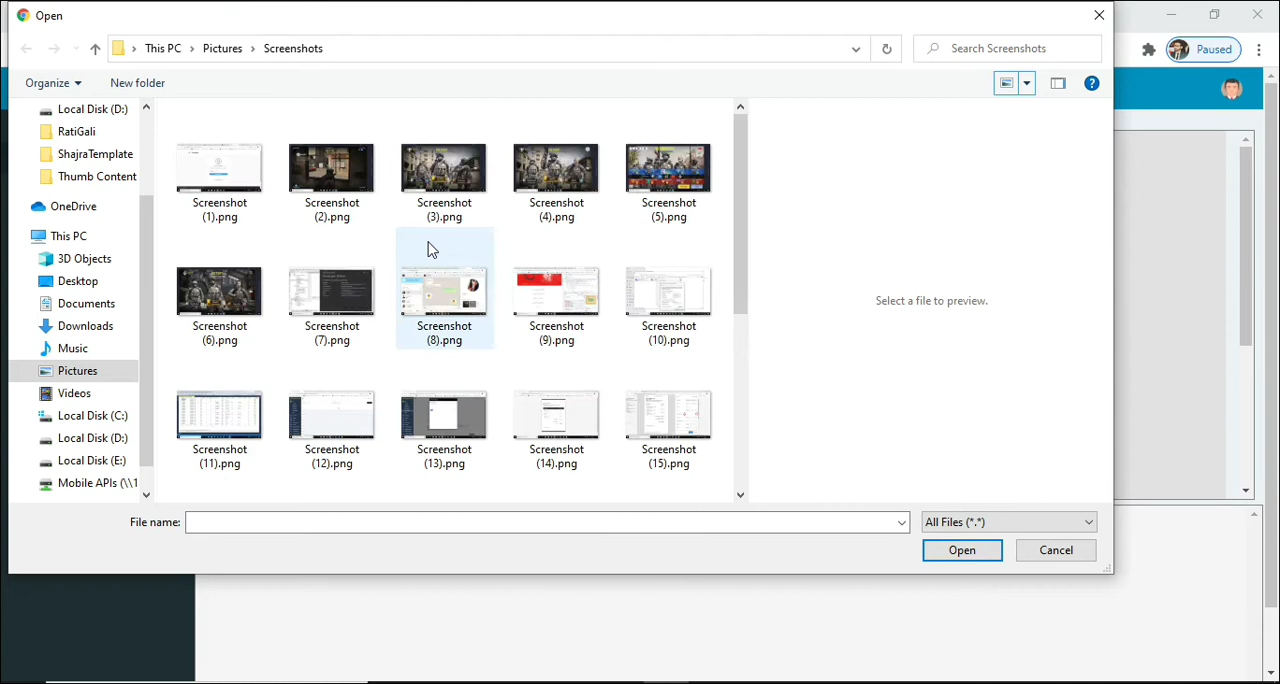 Open
This PC > Pictures > Screenshots
Search Screenshots
Paused
Organize
New folder
Local Disk (D:)
RatiGali
ShajraTemplate
Thumb Content
OneDrive
This PC
3D Objects
Desktop
Documents
Downloads
Music
Pictures
Videos
Local Disk (C:)
Local Disk (D:)
Local Disk (E:)
Mobile APIs (\\1
Screenshot
(1).png
Screenshot
(2).png
Screenshot
(3).png
Screenshot
(4).png
Screenshot
(5).png
Screenshot
(6).png
Screenshot
(7).png
Screenshot
(8).png
Screenshot
(9).png
Screenshot
(10).png
Screenshot
(11).png
Screenshot
(12).png
Screenshot
(13).png
Screenshot
(14).png
Screenshot
(15).png
Select a file to preview.
File name:
All Files (*.*)
Open
Cancel